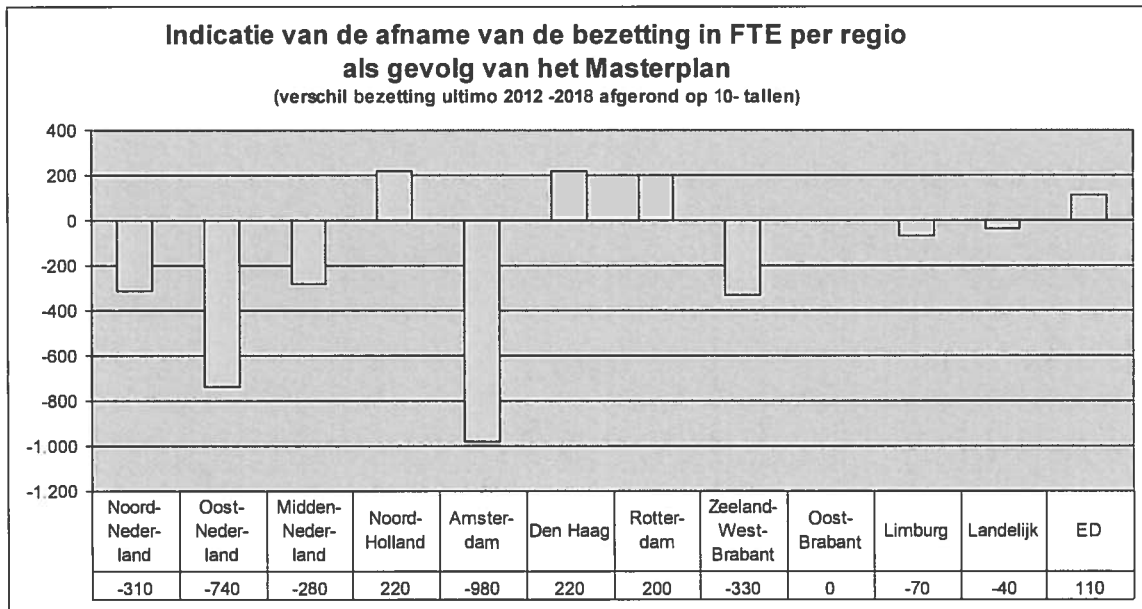 Indicatie van de afname van de bezetting in FTE per regio
als gevolg van het Masterplan
(verschil bezetting ultimo 2012 -2018 afgerond op 10- tallen)
400
200
0
-200
-400
-600
-800
-1.000
-1.200
Noord-
Neder-
land
Oost-
Neder-
land
Midden-
Neder-
land
Noord-
Holland
Amster-
dam
Den Haag
Rotter-
dam
Zeeland-
West-
Brabant
Oost-
Brabant
Limburg
Landelijk
ED
-310
-740
-280
220
-980
220
200
-330
0
-70
-40
110